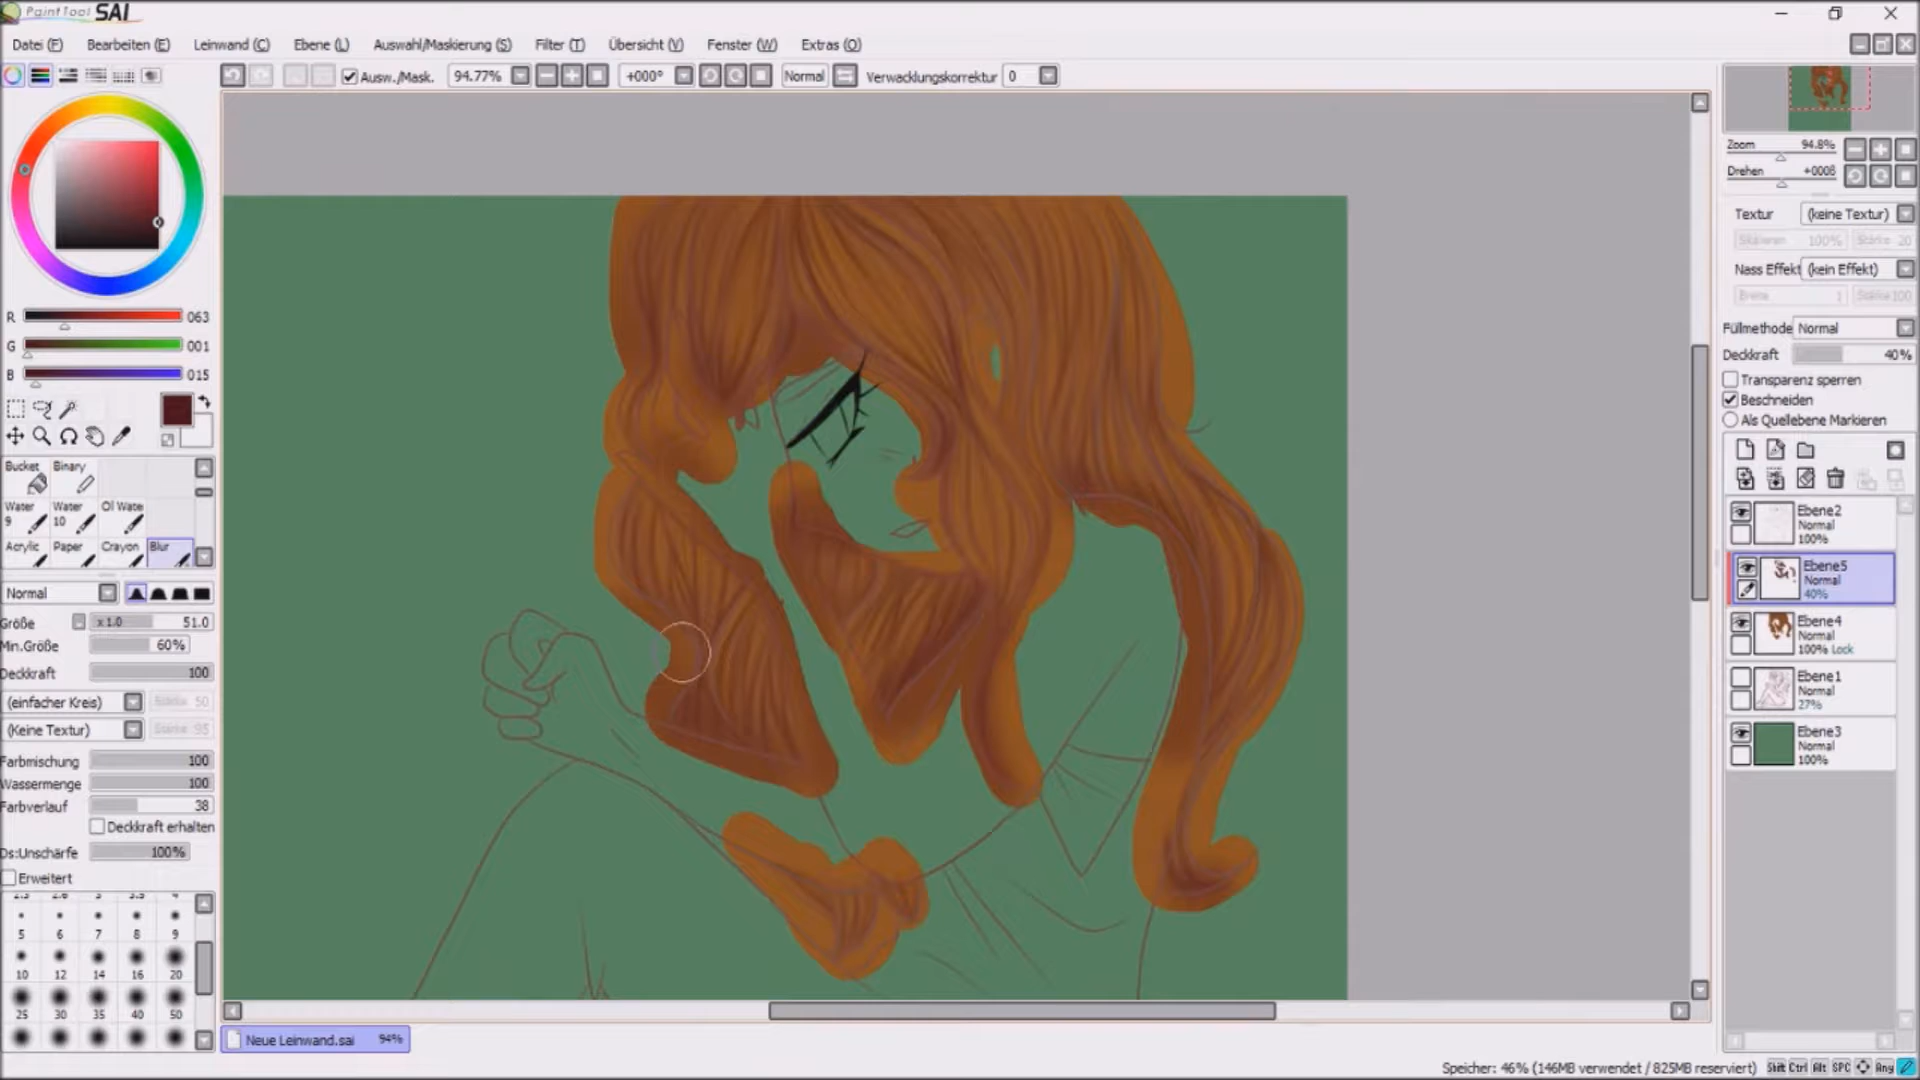 PaintTool SAI
Datei (F) Bearbeiten (E) Leinwand (C) Ebene (L) Auswahl/Maskierung (S) Filter (T) Übersicht (V) Fenster (W) Extras (O)
Ausw./Mask. 94.77% +000° Normal Verwacklungskorrektur 0
Zoom 94.8%
Drehen +000ß
Textur (keine Textur)
Skalieren 100% Stärke 20
Nass Effekt (kein Effekt)
Breite 1 Stärke 100
R 063
Füllmethode Normal
G 001
Deckkraft 40%
B 015
Transparenz sperren
Beschneiden
Als Quellebene Markieren
Bucket Binary
Water 9 Water 10 Oil Wate
Acrylic Paper Crayon Blur
Ebene2
Normal
100%
Ebene5
Normal
40%
Ebene4
Normal
100% Lock
Ebene1
Normal
27%
Ebene3
Normal
100%
Normal
Größe x 1.0 51.0
Min.Größe 60%
Deckkraft 100
(einfacher Kreis) Stärke 50
(Keine Textur) Stärke 95
Farbmischung 100
Wassermenge 100
Farbverlauf 38
Deckkraft erhalten
Ds:Unschärfe 100%
Erweitert
5 6 7 8 9
10 12 14 16 20
25 30 35 40 50
Neue Leinwand.sai 94%
Speicher: 46% (146MB verwendet / 825MB reserviert) Shift Ctrl Alt SPC Any